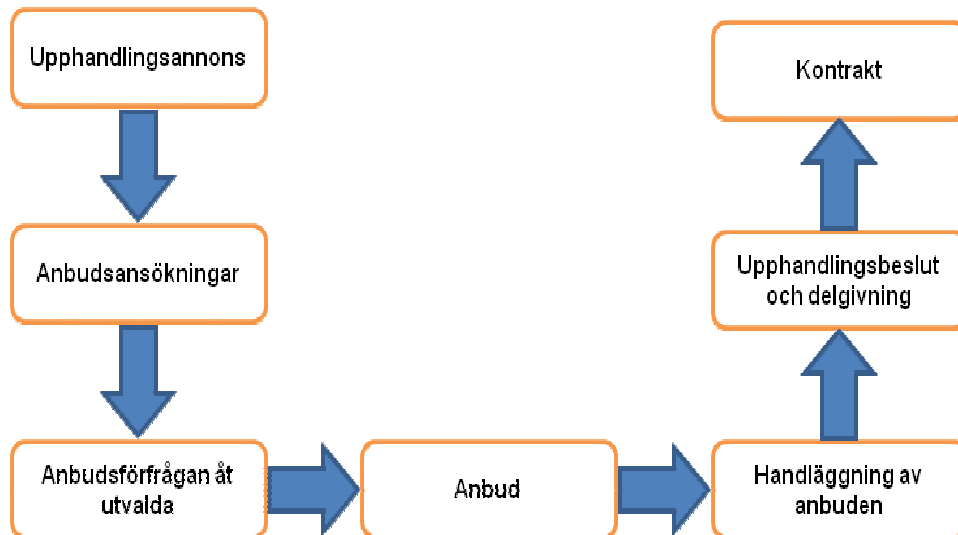 Upphandlingsannons
Anbudsansökningar
Anbudsförfrågan åt
utvalda
Anbud
Handläggning av
anbuden
Upphandlingsbeslut
och delgivning
Kontrakt